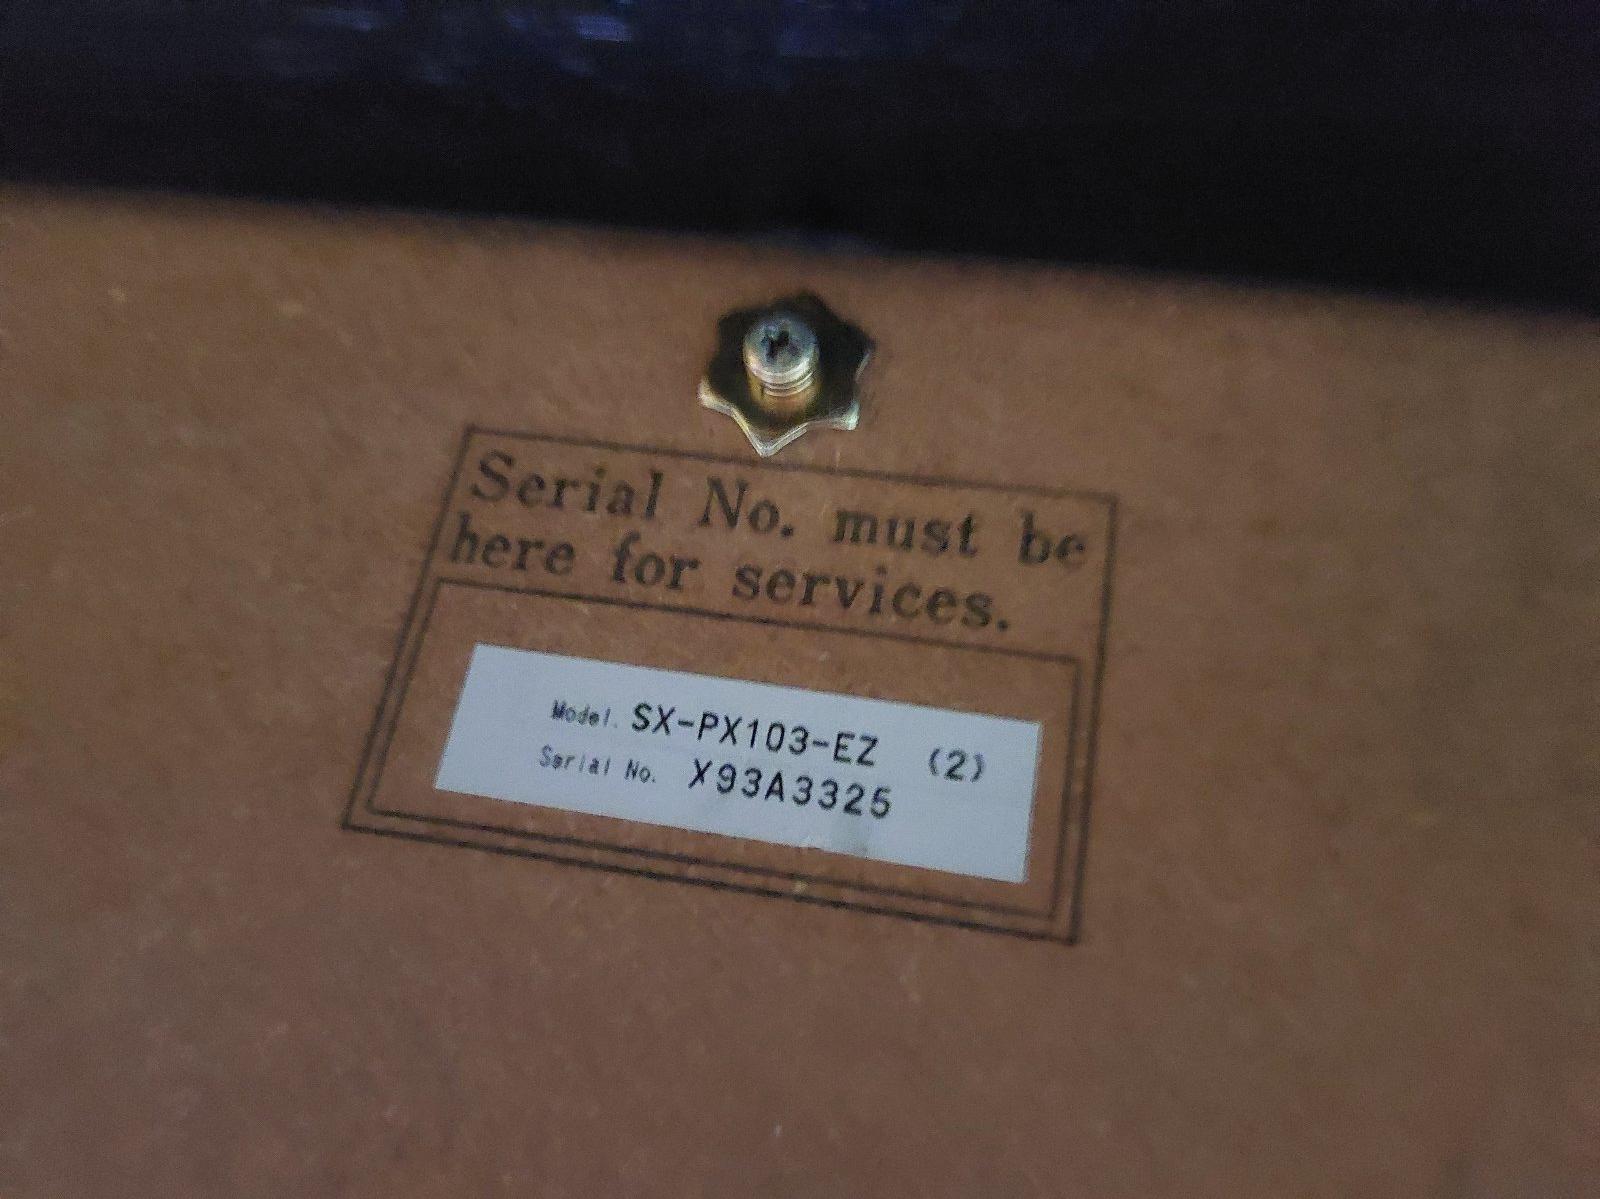 Serial No. must be
here for services.
Model. SX-PX103-EZ (2)
Serial No. X93A3325